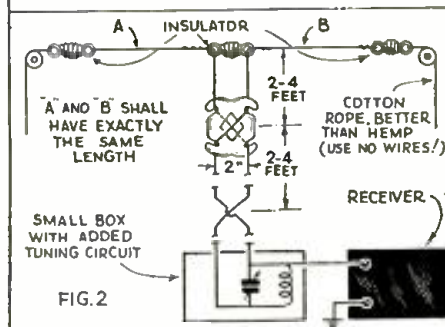 A
INSULATOR
B
2-4
FEET
"A" AND "B" SHALL
HAVE EXACTLY
THE SAME
LENGTH
COTTON
ROPE, BETTER
THAN HEMP
(USE NO WIRES!)
2"
2-4
FEET
RECEIVER
SMALL BOX
WITH ADDED
TUNING CIRCUIT
FIG.2